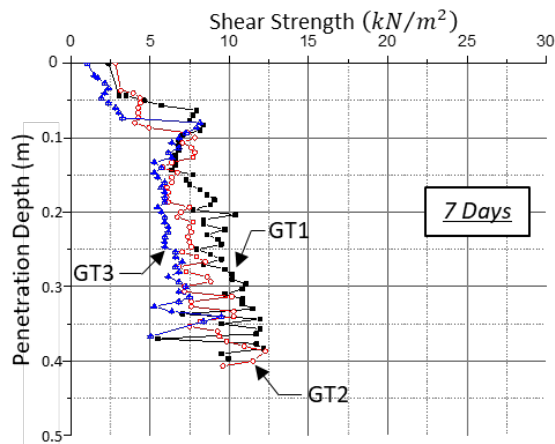 Shear Strength (kN/m²)
0 5 10 15 20 25 30
0
0.1
0.2
0.3
0.4
0.5
Penetration Depth (m)
7 Days
GT1
GT3
GT2